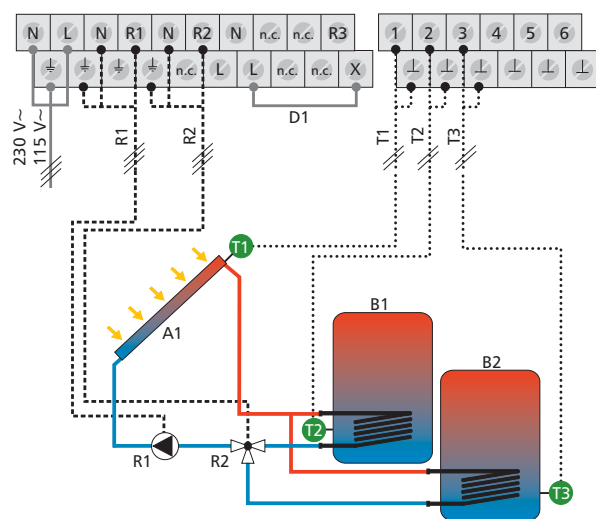 N L N R1 N R2 N n.c. n.c. R3
1 2 3 4 5 6
n.c. L L n.c. n.c. X
D1
230 V~
115 V~
R1
R2
T1
T2
T3
T1
A1
B1
B2
T2
T3
R1
R2